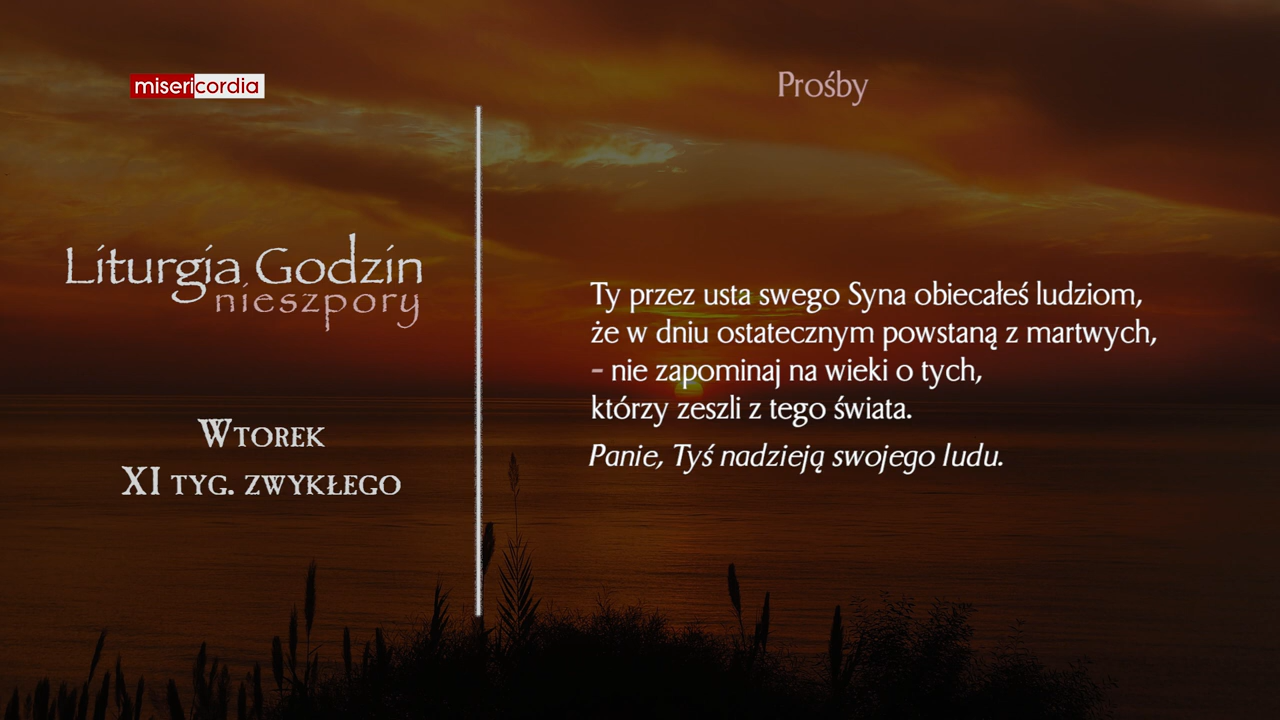 misericordia
Prośby
Liturgia Godzin
nieszpory
Wtorek
XI tyg. zwykłego
Ty przez usta swego Syna obiecałeś ludziom,
że w dniu ostatecznym powstaną z martwych,
- nie zapominaj na wieki o tych,
którzy zeszli z tego świata.
Panie, Tyś nadzieją swojego ludu.